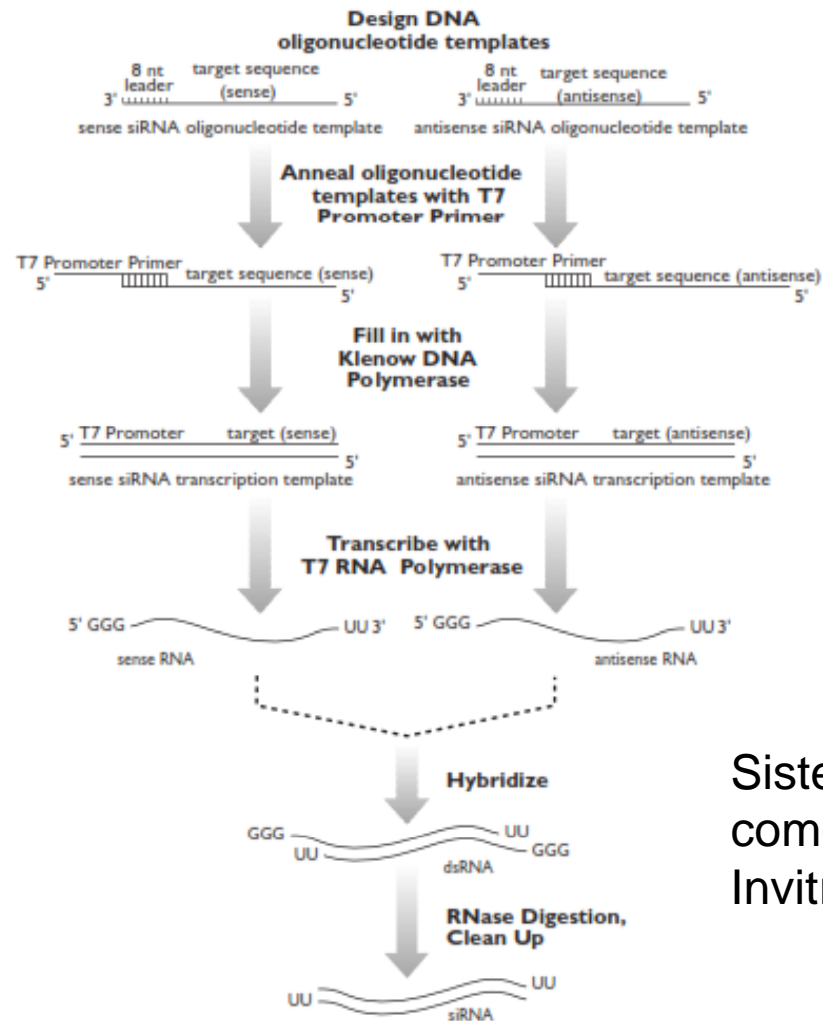 Design DNA
oligonucleotide templates
8 nt
leader
target sequence
(sense)
3'
5'
sense siRNA oligonucleotide template
8 nt
leader
target sequence
(antisense)
3'
5'
antisense siRNA oligonucleotide template
Anneal oligonucleotide
templates with T7
Promoter Primer
T7 Promoter Primer
5'
target sequence (sense)
5'
T7 Promoter Primer
5'
target sequence (antisense)
5'
Fill in with
Klenow DNA
Polymerase
5' T7 Promoter target (sense)
5'
sense siRNA transcription template
5' T7 Promoter target (antisense)
5'
antisense siRNA transcription template
Transcribe with
T7 RNA Polymerase
5' GGG UU 3'
sense RNA
5' GGG UU 3'
antisense RNA
Hybridize
GGG UU
UU GGG
dsRNA
RNase Digestion,
Clean Up
UU UU
siRNA
com